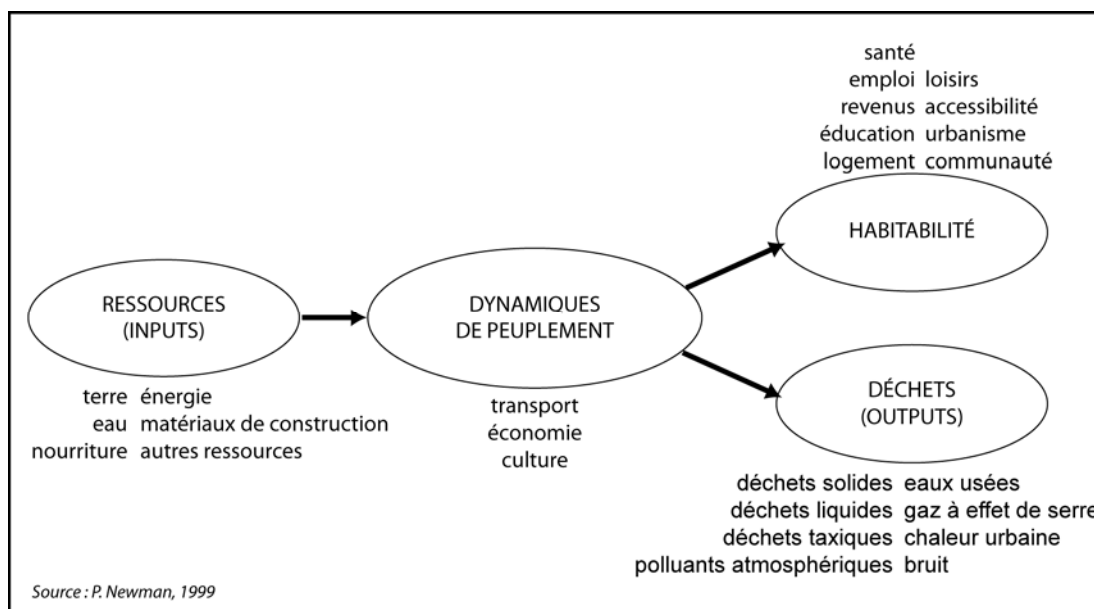 santé
emploi loisirs
revenus accessibilité
éducation urbanisme
logement communauté
HABITABILITÉ
RESSOURCES
(INPUTS)
terre énergie
eau matériaux de construction
nourriture autres ressources
DYNAMIQUES
DE PEUPLEMENT
transport
économie
culture
DÉCHETS
(OUTPUTS)
déchets solides eaux usées
déchets liquides gaz à effet de serre
déchets taxiques chaleur urbaine
polluants atmosphériques bruit
Source : P. Newman, 1999